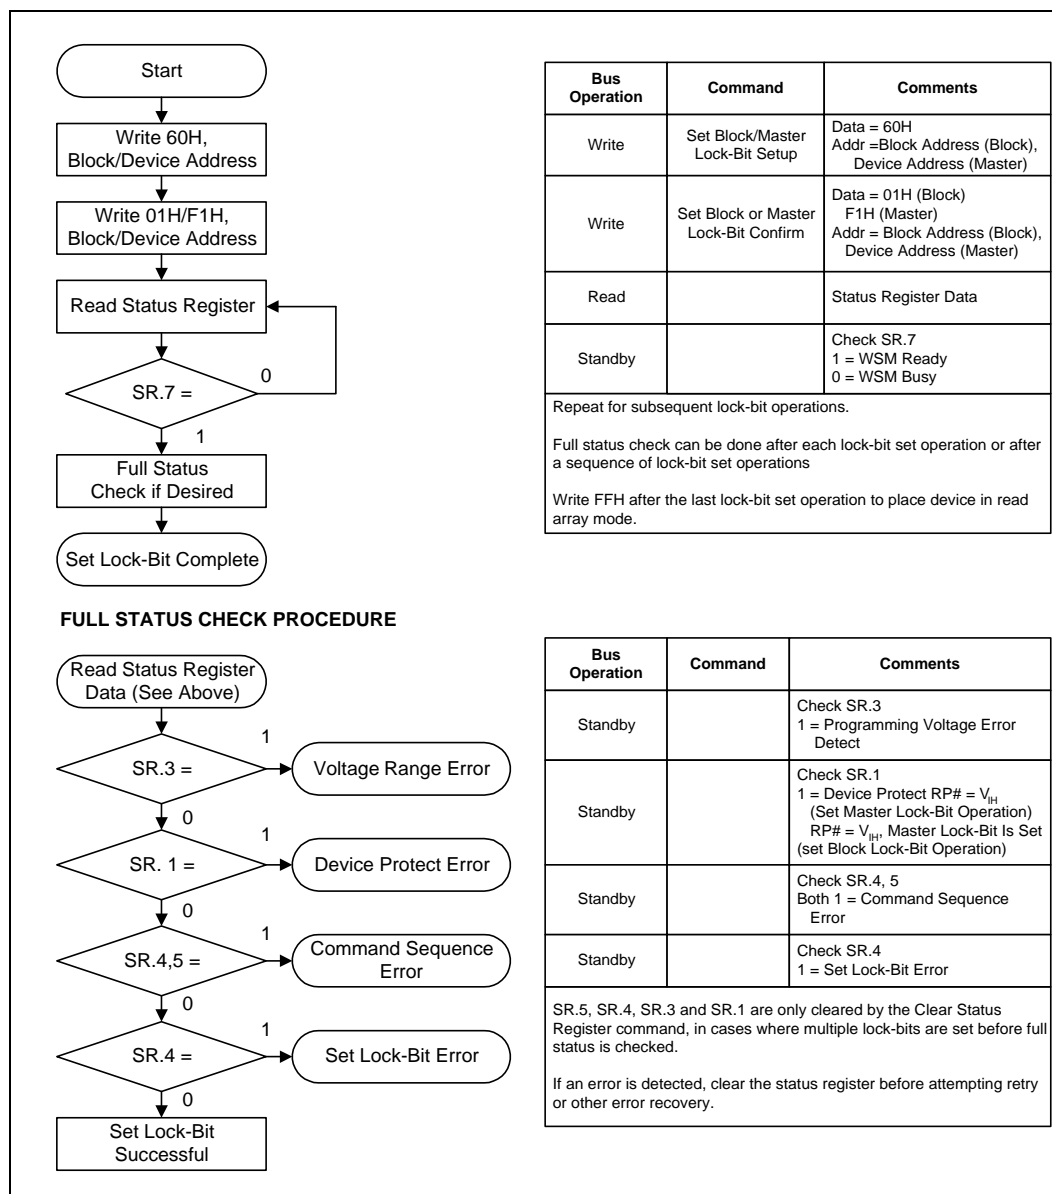 Start
Write 60H,
Block/Device Address
Write 01H/F1H,
Block/Device Address
Read Status Register
SR.7 =
0
1
Full Status
Check if Desired
Set Lock-Bit Complete
Bus
Operation
Command
Comments
Write
Set Block/Master
Lock-Bit Setup
Data = 60H
Addr =Block Address (Block),
Device Address (Master)
Write
Set Block or Master
Lock-Bit Confirm
Data = 01H (Block)
F1H (Master)
Addr = Block Address (Block),
Device Address (Master)
Read
Status Register Data
Standby
Check SR.7
1 = WSM Ready
0 = WSM Busy
Repeat for subsequent lock-bit operations.
Full status check can be done after each lock-bit set operation or after
a sequence of lock-bit set operations
Write FFH after the last lock-bit set operation to place device in read
array mode.
FULL STATUS CHECK PROCEDURE
Read Status Register
Data (See Above)
SR.3 =
1
Voltage Range Error
0
SR. 1 =
1
Device Protect Error
0
SR.4,5 =
1
Command Sequence
Error
0
SR.4 =
1
Set Lock-Bit Error
0
Set Lock-Bit
Successful
Bus
Operation
Command
Comments
Standby
Check SR.3
1 = Programming Voltage Error
Detect
Standby
Check SR.1
1 = Device Protect RP# = VIH
(Set Master Lock-Bit Operation)
RP# = VIH, Master Lock-Bit Is Set
(set Block Lock-Bit Operation)
Standby
Check SR.4, 5
Both 1 = Command Sequence
Error
Standby
Check SR.4
1 = Set Lock-Bit Error
SR.5, SR.4, SR.3 and SR.1 are only cleared by the Clear Status
Register command, in cases where multiple lock-bits are set before full
status is checked.
If an error is detected, clear the status register before attempting retry
or other error recovery.